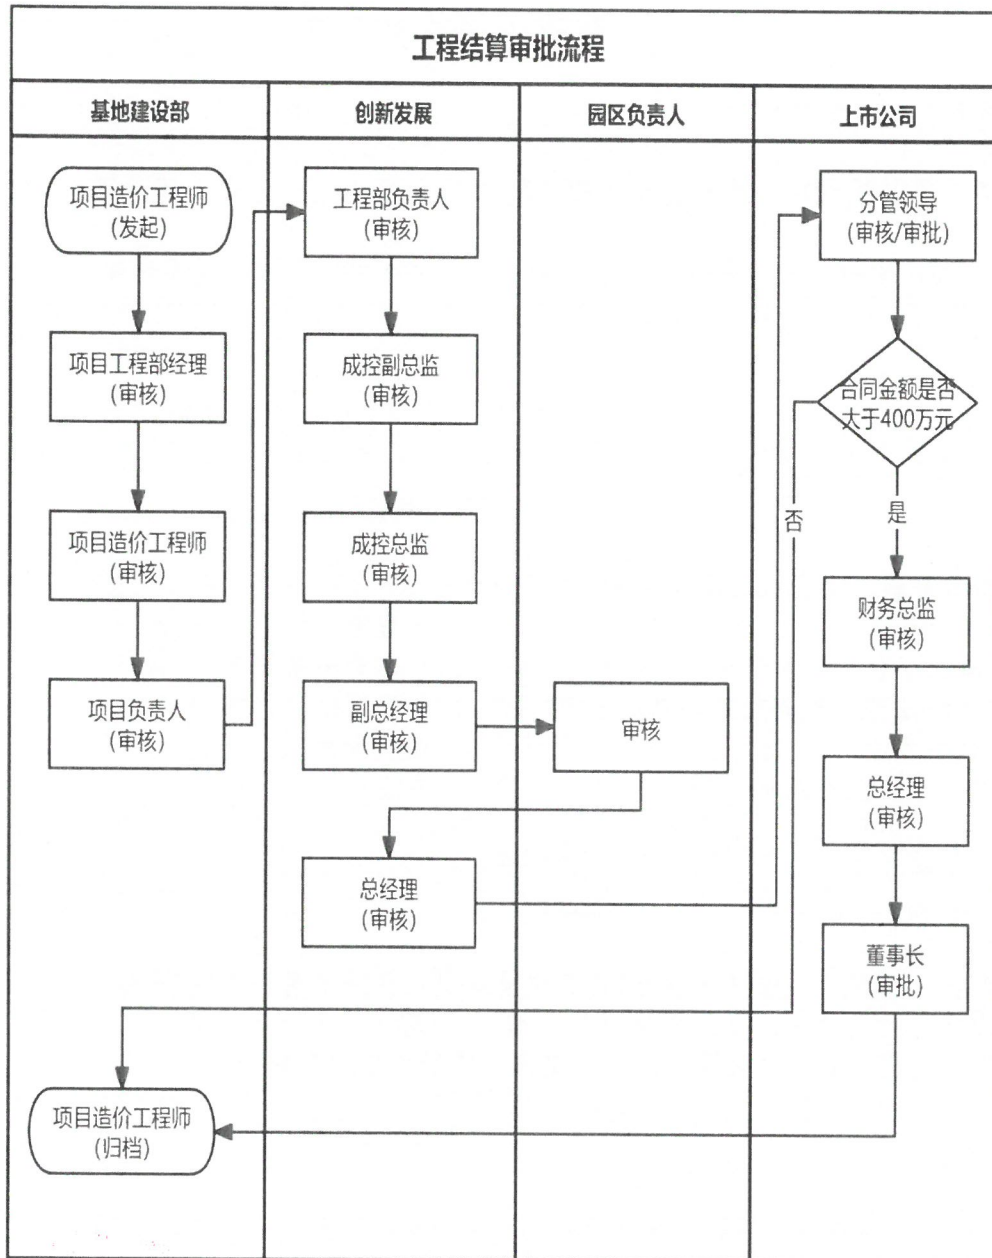 工程结算审批流程
基地建设部
创新发展
园区负责人
上市公司
项目造价工程师
(发起)
项目工程部经理
(审核)
项目造价工程师
(审核)
项目负责人
(审核)
工程部负责人
(审核)
成控副总监
(审核)
成控总监
(审核)
副总经理
(审核)
审核
总经理
(审核)
分管领导
(审核/审批)
合同金额是否
大于400万元
否
是
财务总监
(审核)
总经理
(审核)
董事长
(审批)
项目造价工程师
(归档)